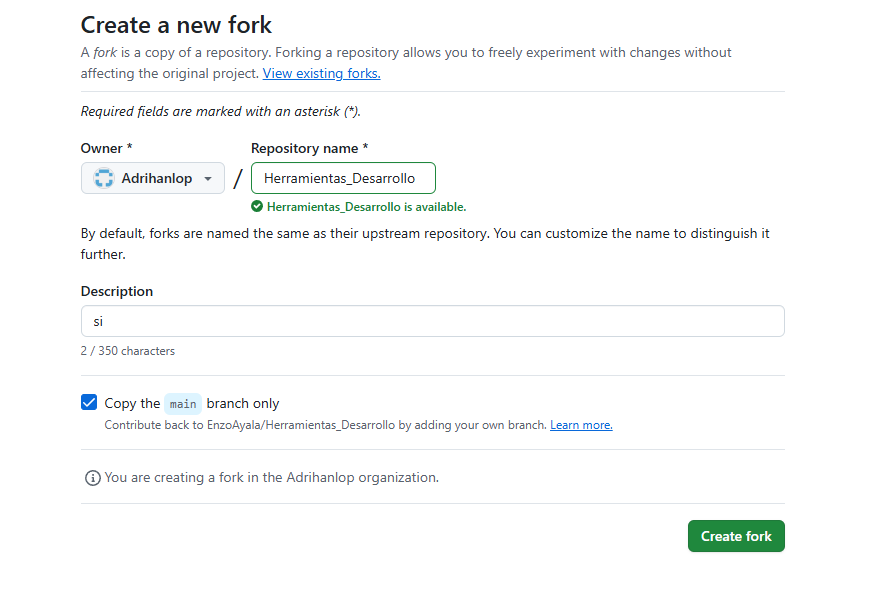 Create a new fork
A fork is a copy of a repository. Forking a repository allows you to freely experiment with changes without
affecting the original project. View existing forks.
Required fields are marked with an asterisk (*).
Owner *
Repository name *
Adrihanlop
/
Herramientas_Desarrollo
Herramientas_Desarrollo is available.
By default, forks are named the same as their upstream repository. You can customize the name to distinguish it
further.
Description
si
2 / 350 characters
Copy the main branch only
Contribute back to EnzoAyala/Herramientas_Desarrollo by adding your own branch. Learn more.
You are creating a fork in the Adrihanlop organization.
Create fork